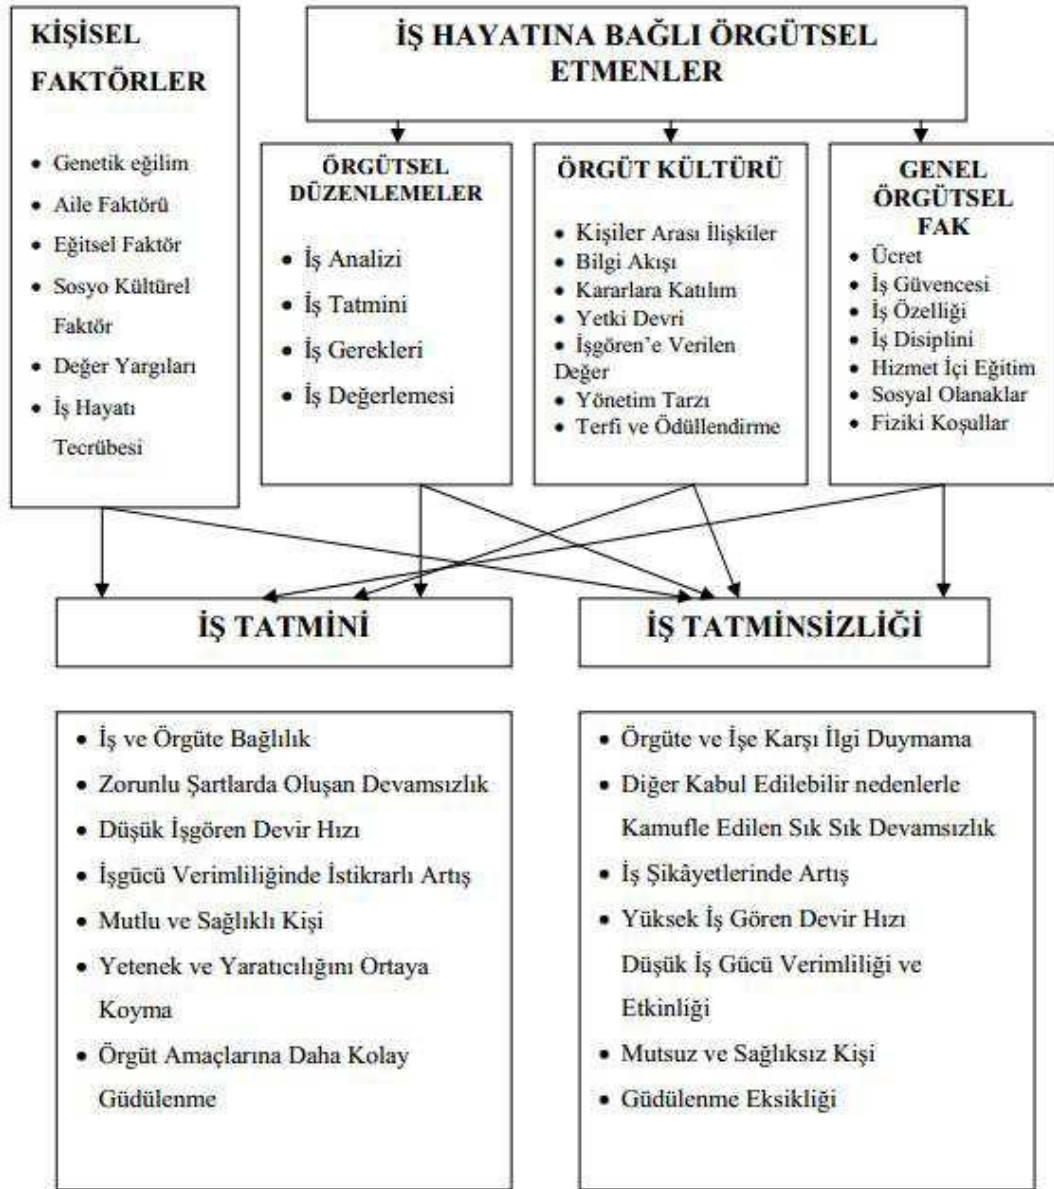 KİŞİSEL
FAKTÖRLER
• Genetik eğilim
• Aile Faktörü
• Eğitsel Faktör
• Sosyo Kültürel
Faktör
• Değer Yargıları
• İş Hayatı
Tecrübesi
İŞ HAYATINA BAĞLI ÖRGÜTSEL
ETMENLER
ÖRGÜTSEL
DÜZENLEMELER
• İş Analizi
• İş Tatmini
• İş Gerekleri
• İş Değerlemesi
ÖRGÜT KÜLTÜRÜ
• Kişiler Arası İlişkiler
• Bilgi Akışı
• Kararlara Katılım
• Yetki Devri
• İşgören’e Verilen
Değer
• Yönetim Tarzı
• Terfi ve Ödüllendirme
GENEL
ÖRGÜTSEL
FAK
• Ücret
• İş Güvencesi
• İş Özelliği
• İş Disiplini
• Hizmet İçi Eğitim
• Sosyal Olanaklar
• Fiziki Koşullar
İŞ TATMİNİ
• İş ve Örgüte Bağlılık
• Zorunlu Şartlarda Oluşan Devamsızlık
• Düşük İşgören Devir Hızı
• İşgücü Verimliliğinde İstikrarlı Artış
• Mutlu ve Sağlıklı Kişi
• Yetenek ve Yaratıcılığını Ortaya
Koyma
• Örgüt Amaçlarına Daha Kolay
Güdülenme
İŞ TATMİNSİZLİĞİ
• Örgüte ve İşe Karşı İlgi Duymama
• Diğer Kabul Edilebilir nedenlerle
Kamufle Edilen Sık Sık Devamsızlık
• İş Şikâyetlerinde Artış
• Yüksek İş Gören Devir Hızı
Düşük İş Gücü Verimliliği ve
Etkinliği
• Mutsuz ve Sağlıksız Kişi
• Güdülenme Eksikliği